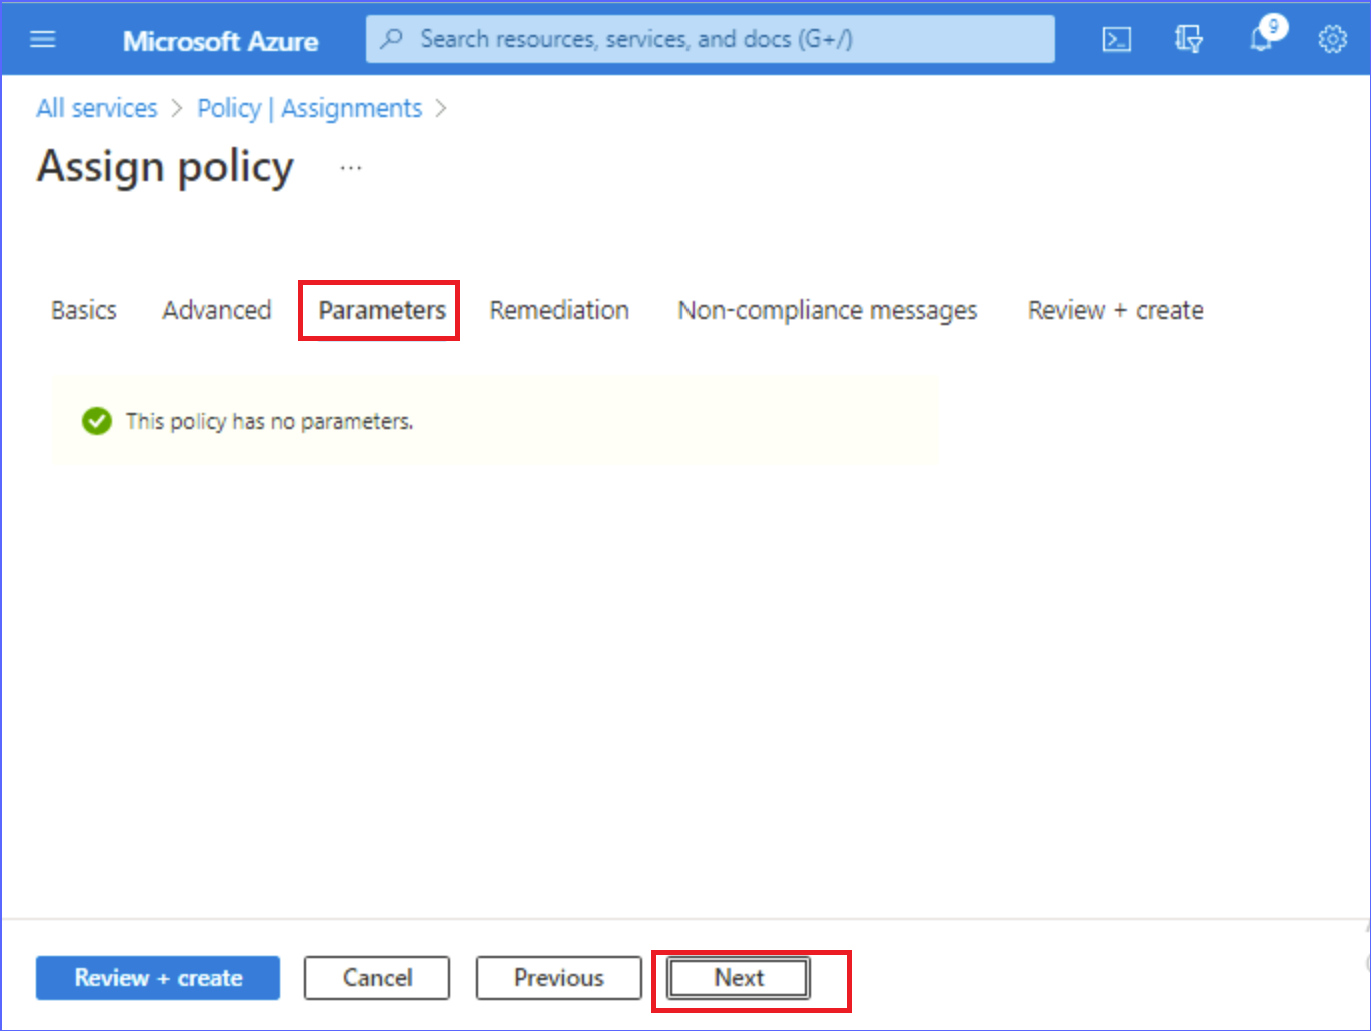 Microsoft Azure
Search resources, services, and docs (G+/)
9
All services > Policy | Assignments >
Assign policy ...
Basics Advanced Parameters Remediation Non-compliance messages Review + create
This policy has no parameters.
Review + create Cancel Previous Next